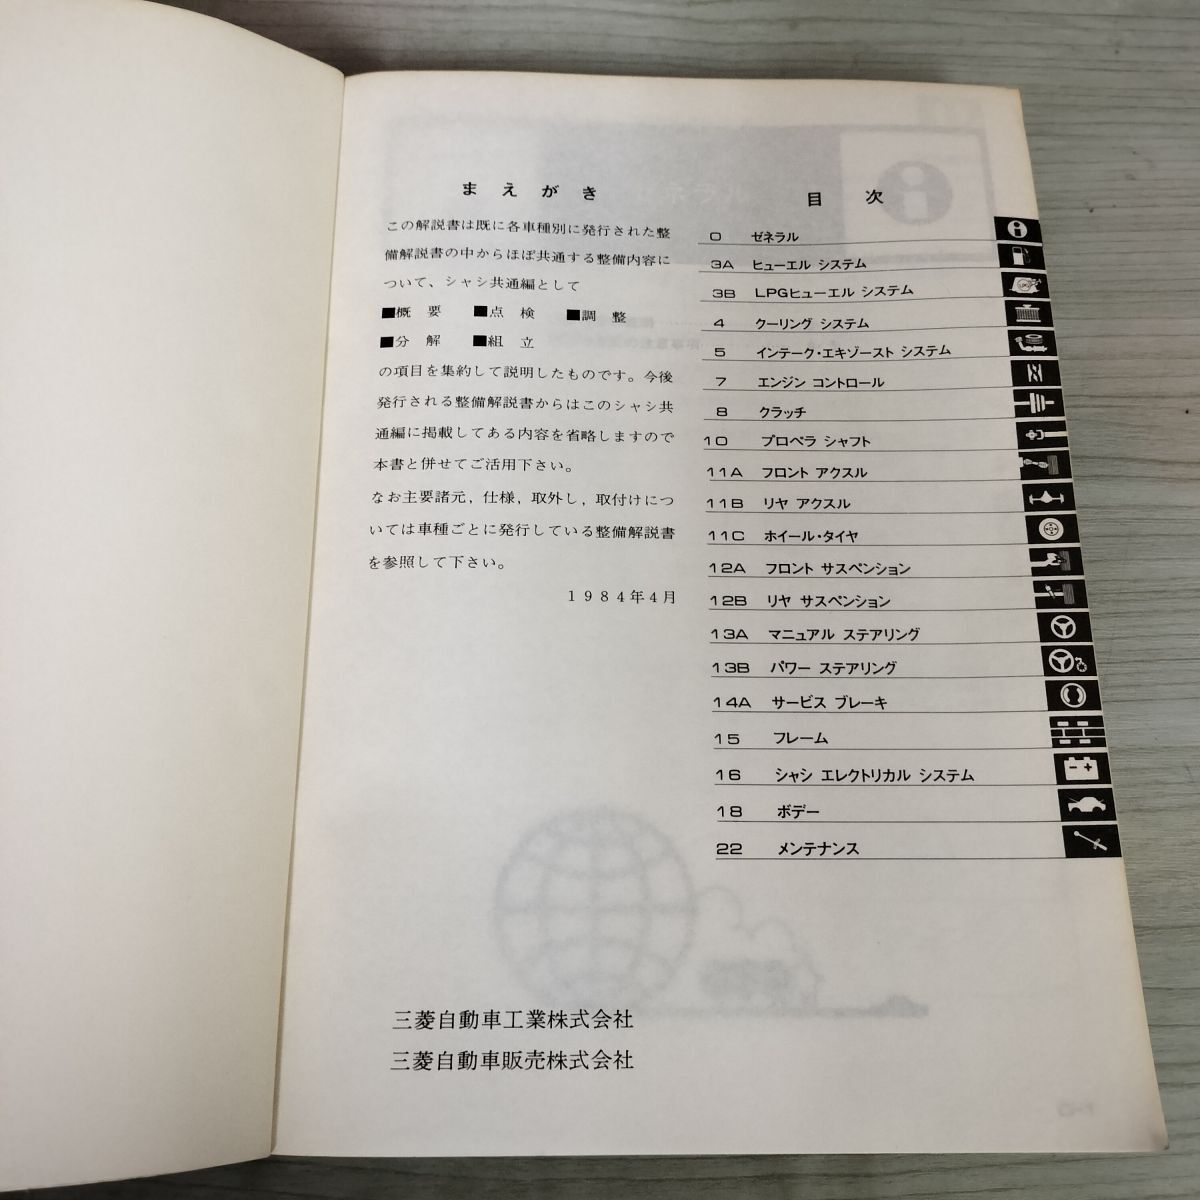 まえがき
この解説書は既に各車種別に発行された整
備解説書の中からほぼ共通する整備内容に
ついて、シャシ共通編として
■概要 ■点検 ■調整
■分解 ■組立
の項目を集約して説明したものです。今後
発行される整備解説書からはこのシャシ共
通編に掲載してある内容を省略しますので
本書と併せてご活用下さい。
なお主要諸元,仕様,取外し,取付けにつ
いては車種ごとに発行している整備解説書
を参照して下さい。
1984年4月
三菱自動車工業株式会社
三菱自動車販売株式会社
目次
0 ゼネラル
3A ヒューエル システム
3B LPGヒューエル システム
4 クーリング システム
5 インテーク・エキゾースト システム
7 エンジン コントロール
8 クラッチ
10 プロペラ シャフト
11A フロント アクスル
11B リヤ アクスル
11C ホイール・タイヤ
12A フロント サスペンション
12B リヤ サスペンション
13A マニュアル ステアリング
13B パワー ステアリング
14A サービス ブレーキ
15 フレーム
16 シャシ エレクトリカル システム
18 ボデー
22 メンテナンス